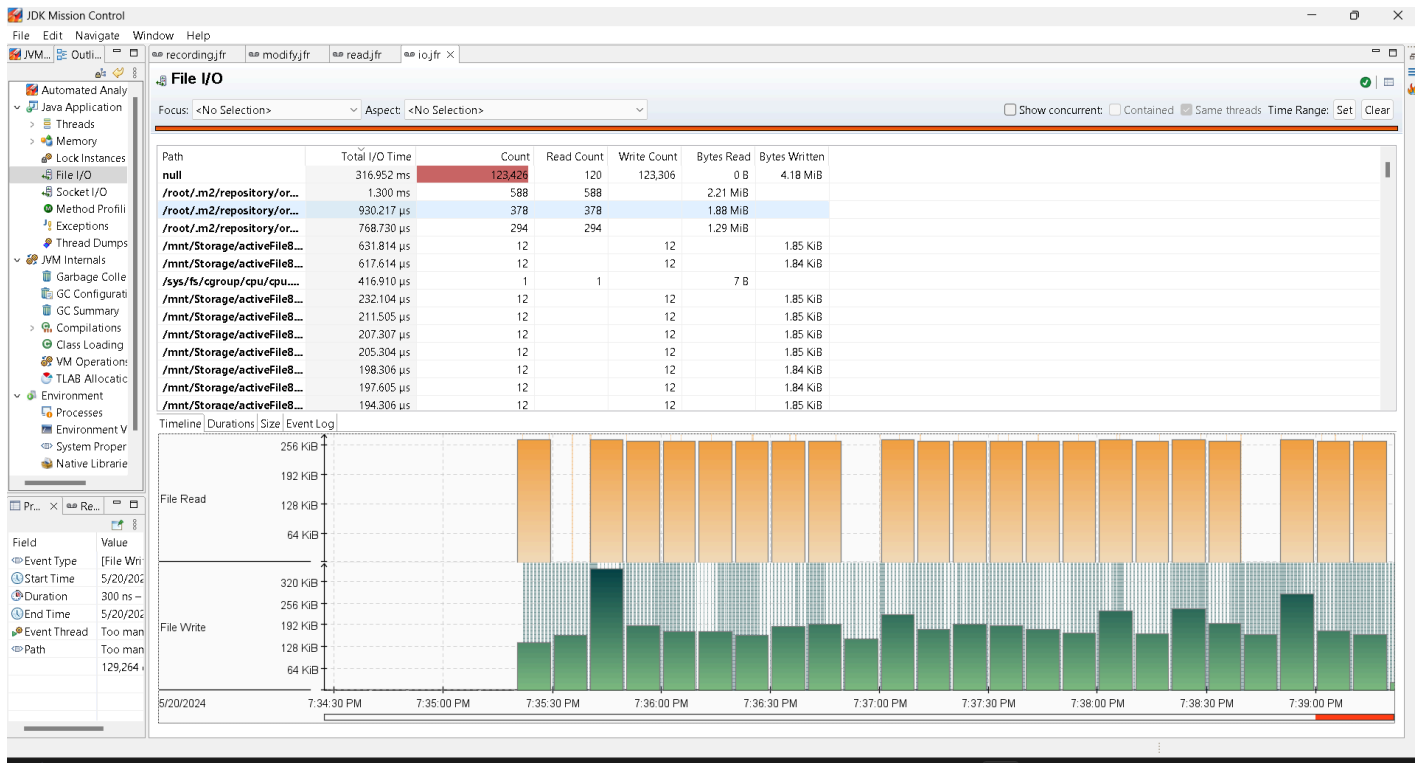 JDK Mission Control
File Edit Navigate Window Help
JVM... Outli...
recording.jfr modify.jfr read.jfr io.jfr
Automated Analy
Java Application
Threads
Memory
Lock Instances
File I/O
Socket I/O
Method Profili
Exceptions
Thread Dumps
JVM Internals
Garbage Colle
GC Configurati
GC Summary
Compilations
Class Loading
VM Operations
TLAB Allocatic
Environment
Processes
Environment V
System Proper
Native Librarie
Pr... Re...
Field Value
Event Type [File Wri
Start Time 5/20/202
Duration 300 ns –
End Time 5/20/202
Event Thread Too man
Path Too man
129,264
File I/O
Focus: <No Selection> Aspect: <No Selection> Show concurrent: Contained Same threads Time Range: Set Clear
Path Total I/O Time Count Read Count Write Count Bytes Read Bytes Written
null 316.952 ms 123,426 120 123,306 0 B 4.18 MiB
/root/.m2/repository/or... 1.300 ms 588 588 2.21 MiB
/root/.m2/repository/or... 930.217 µs 378 378 1.88 MiB
/root/.m2/repository/or... 768.730 µs 294 294 1.29 MiB
/mnt/Storage/activeFile8... 631.814 µs 12 12 1.85 KiB
/mnt/Storage/activeFile8... 617.614 µs 12 12 1.84 KiB
/sys/fs/cgroup/cpu/cpu.... 416.910 µs 1 1 7 B
/mnt/Storage/activeFile8... 232.104 µs 12 12 1.85 KiB
/mnt/Storage/activeFile8... 211.505 µs 12 12 1.85 KiB
/mnt/Storage/activeFile8... 207.307 µs 12 12 1.85 KiB
/mnt/Storage/activeFile8... 205.304 µs 12 12 1.85 KiB
/mnt/Storage/activeFile8... 198.306 µs 12 12 1.84 KiB
/mnt/Storage/activeFile8... 197.605 µs 12 12 1.84 KiB
/mnt/Storage/activeFile8... 194.306 µs 12 12 1.85 KiB
Timeline Durations Size Event Log
256 KiB
192 KiB
File Read
128 KiB
64 KiB
320 KiB
256 KiB
File Write 192 KiB
128 KiB
64 KiB
5/20/2024 7:34:30 PM 7:35:00 PM 7:35:30 PM 7:36:00 PM 7:36:30 PM 7:37:00 PM 7:37:30 PM 7:38:00 PM 7:38:30 PM 7:39:00 PM